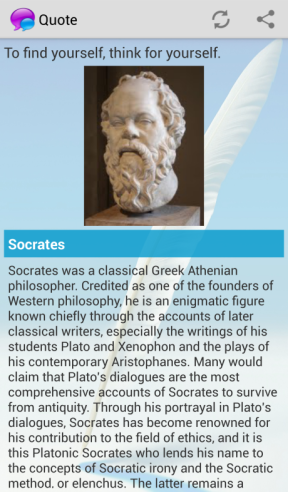 Quote
To find yourself, think for yourself.
Socrates
Socrates was a classical Greek Athenian
philosopher. Credited as one of the founders of
Western philosophy, he is an enigmatic figure
known chiefly through the accounts of later
classical writers, especially the writings of his
students Plato and Xenophon and the plays of
his contemporary Aristophanes. Many would
claim that Plato's dialogues are the most
comprehensive accounts of Socrates to survive
from antiquity. Through his portrayal in Plato's
dialogues, Socrates has become renowned for
his contribution to the field of ethics, and it is
this Platonic Socrates who lends his name to
the concepts of Socratic irony and the Socratic
method, or elenchus. The latter remains a